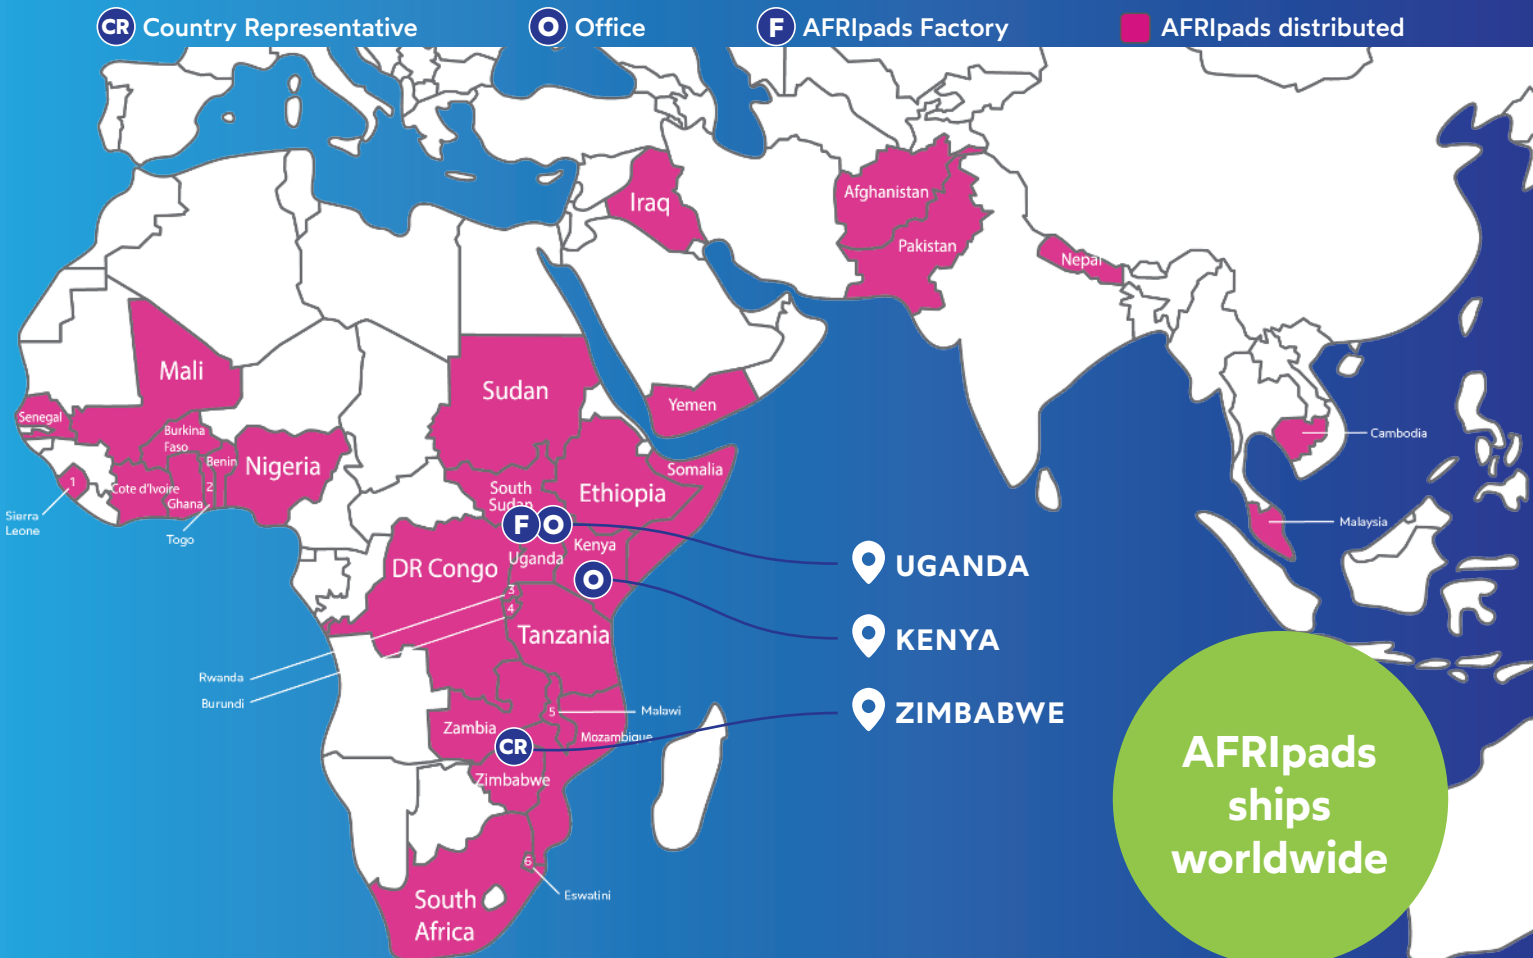 CR Country Representative
O Office
F AFRIpads Factory
AFRIpads distributed
Iraq
Afghanistan
Pakistan
Nepal
Mali
Sudan
Yemen
Senegal
Burkina
Faso
Benin
Nigeria
Cambodia
Somalia
1
2
Cote d'Ivoire
Ghana
South
Sudan
Ethiopia
Sierra
Leone
Togo
Malaysia
F
O
Kenya
Uganda
DR Congo
O
UGANDA
3
4
Tanzania
KENYA
Rwanda
Burundi
5
Malawi
ZIMBABWE
Zambia
Mozambique
CR
Zimbabwe
AFRIpads
ships
worldwide
6
Eswatini
South
Africa